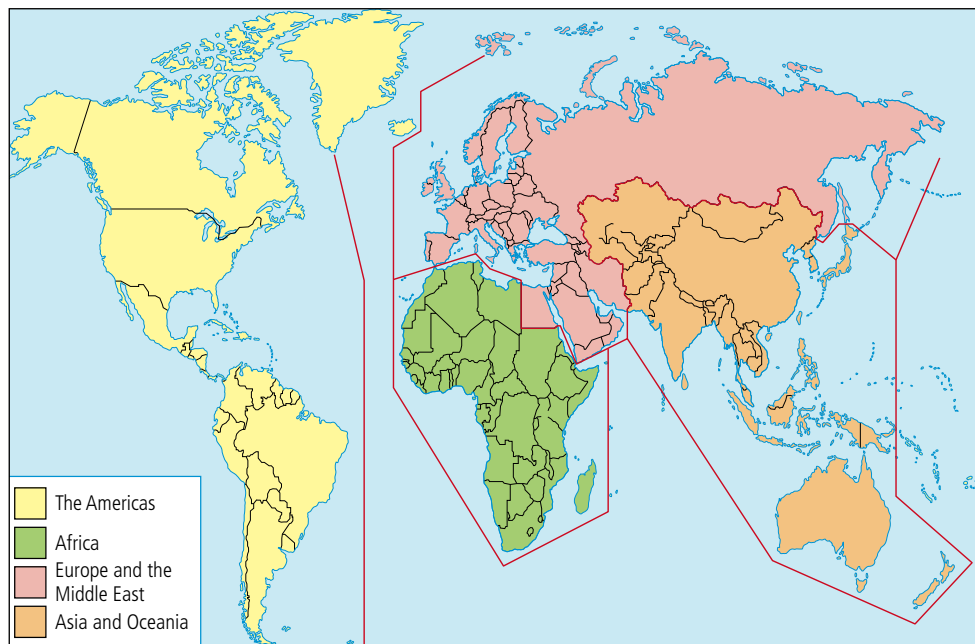 The Americas
Africa
Europe and the
Middle East
Asia and Oceania